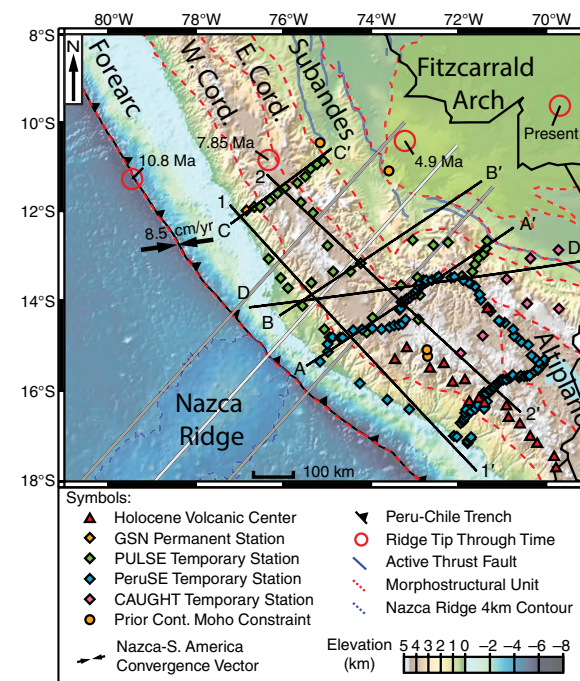 80°W 78°W 76°W 74°W 72°W 70°W
8°S
10°S
12°S
14°S
16°S
18°S
N
Forearc
W. Cord.
E. Cord.
Subandes
Fitzcarrald
Arch
Present
7.85 Ma
10.8 Ma
4.9 Ma
C'
B'
A'
D
2
1
C
8.5 cm/yr
D
B
A
Altiplano
Nazca
Ridge
2'
1'
100 km
Symbols:
Holocene Volcanic Center
GSN Permanent Station
PULSE Temporary Station
PeruSE Temporary Station
CAUGHT Temporary Station
Prior Cont. Moho Constraint
Nazca-S. America
Convergence Vector
Peru-Chile Trench
Ridge Tip Through Time
Active Thrust Fault
Morphostructural Unit
Nazca Ridge 4km Contour
Elevation
(km)
5 4 3 2 1 0 −2 −4 −6 −8